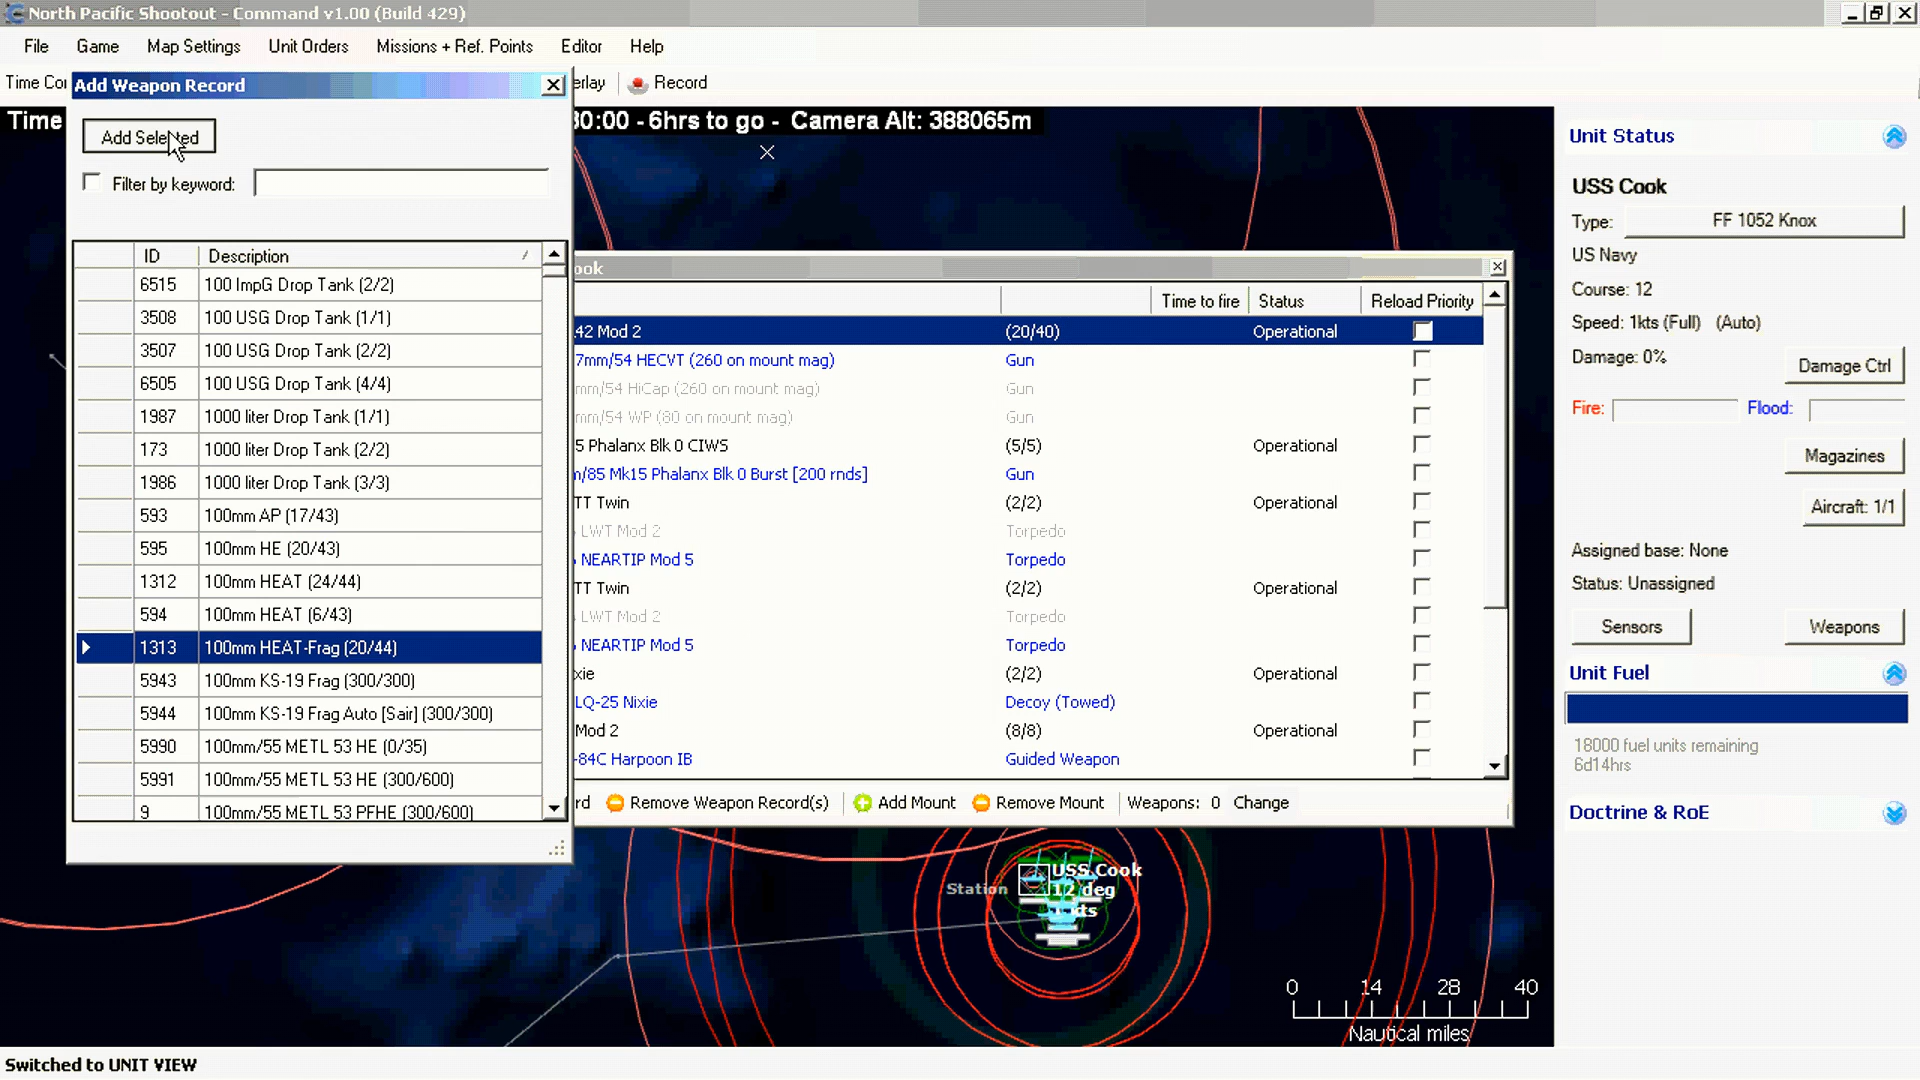 North Pacific Shootout - Command v1.00 (Build 429)
File Game Map Settings Unit Orders Missions + Ref. Points Editor Help
Time Record
Add Weapon Record
Time :00 - 6hrs to go - Camera Alt: 388065m
Add Selected
Filter by keyword:
ID Description
6515 100 ImpG Drop Tank (2/2)
3508 100 USG Drop Tank (1/1)
3507 100 USG Drop Tank (2/2)
6505 100 USG Drop Tank (4/4)
1987 1000 liter Drop Tank (1/1)
173 1000 liter Drop Tank (2/2)
1986 1000 liter Drop Tank (3/3)
593 100mm AP (17/43)
595 100mm HE (20/43)
1312 100mm HEAT (24/44)
594 100mm HEAT (6/43)
1313 100mm HEAT-Frag (20/44)
5943 100mm KS-19 Frag (300/300)
5944 100mm KS-19 Frag Auto [Sair] (300/300)
5990 100mm/55 METL 53 HE (0/35)
5991 100mm/55 METL 53 HE (300/600)
9 100mm/55 METL 53 PFHE (300/600)
ook
Time to fire Status Reload Priority
42 Mod 2 (20/40) Operational
7mm/54 HECVT (260 on mount mag) Gun
mm/54 HiCap (260 on mount mag) Gun
mm/54 WP (80 on mount mag) Gun
5 Phalanx Blk 0 CIWS (5/5) Operational
/85 Mk15 Phalanx Blk 0 Burst [200 rnds] Gun
TT Twin (2/2) Operational
LWT Mod 2 Torpedo
NEARTIP Mod 5 Torpedo
TT Twin (2/2) Operational
LWT Mod 2 Torpedo
NEARTIP Mod 5 Torpedo
xie (2/2) Operational
LQ-25 Nixie Decoy (Towed)
Mod 2 (8/8) Operational
-84C Harpoon IB Guided Weapon
rd Remove Weapon Record(s) Add Mount Remove Mount Weapons: 0 Change
Unit Status
USS Cook
Type: FF 1052 Knox
US Navy
Course: 12
Speed: 1kts (Full) (Auto)
Damage: 0%
Damage Ctrl
Fire: Flood:
Magazines
Aircraft: 1/1
Assigned base: None
Status: Unassigned
Sensors Weapons
Unit Fuel
18000 fuel units remaining
6d14hrs
Doctrine & RoE
USS Cook
Station 12 deg
kts
0 14 28 40
Nautical miles
Switched to UNIT VIEW